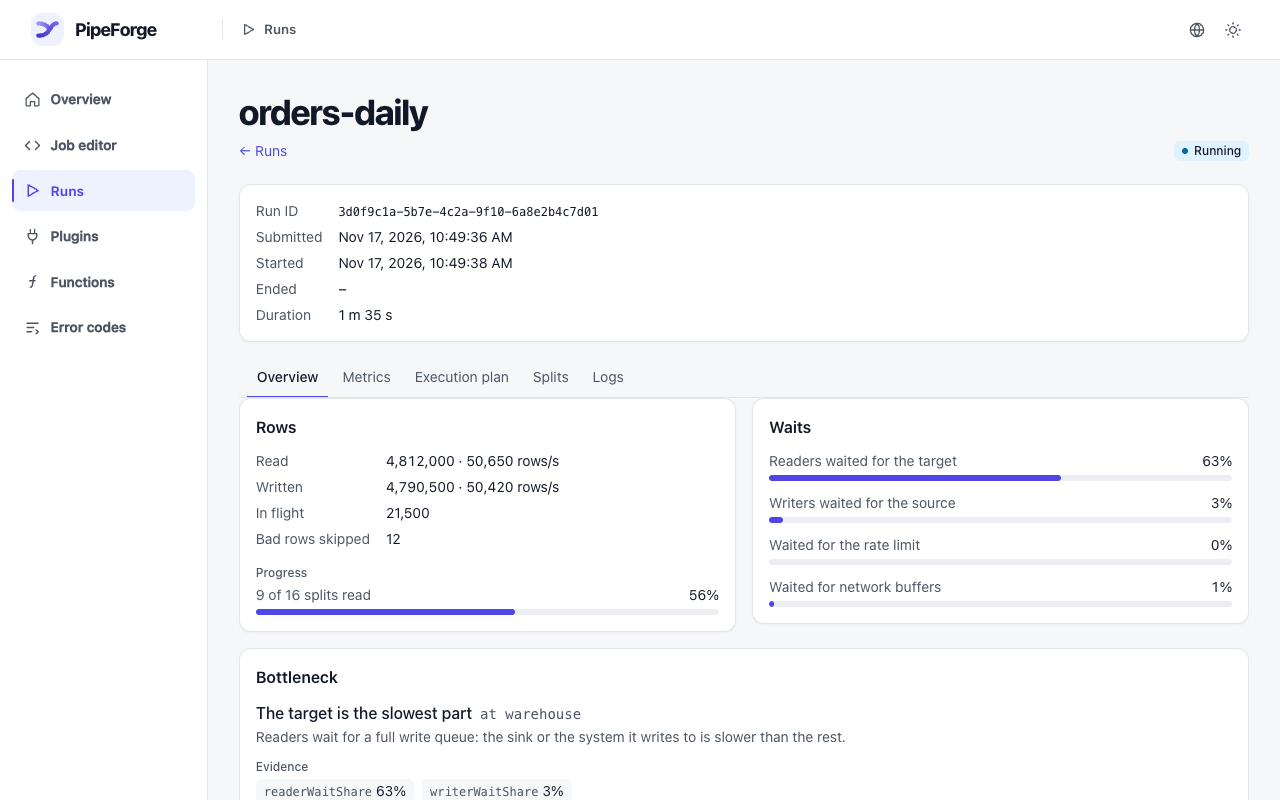 PipeForge
Runs
Overview
Job editor
Runs
Plugins
Functions
Error codes
orders-daily
← Runs
Running
Run ID 3d0f9c1a-5b7e-4c2a-9f10-6a8e2b4c7d01
Submitted Nov 17, 2026, 10:49:36 AM
Started Nov 17, 2026, 10:49:38 AM
Ended –
Duration 1 m 35 s
Overview Metrics Execution plan Splits Logs
Rows
Read 4,812,000 · 50,650 rows/s
Written 4,790,500 · 50,420 rows/s
In flight 21,500
Bad rows skipped 12
Progress
9 of 16 splits read 56%
Waits
Readers waited for the target 63%
Writers waited for the source 3%
Waited for the rate limit 0%
Waited for network buffers 1%
Bottleneck
The target is the slowest part at warehouse
Readers wait for a full write queue: the sink or the system it writes to is slower than the rest.
Evidence
readerWaitShare 63% writerWaitShare 3%